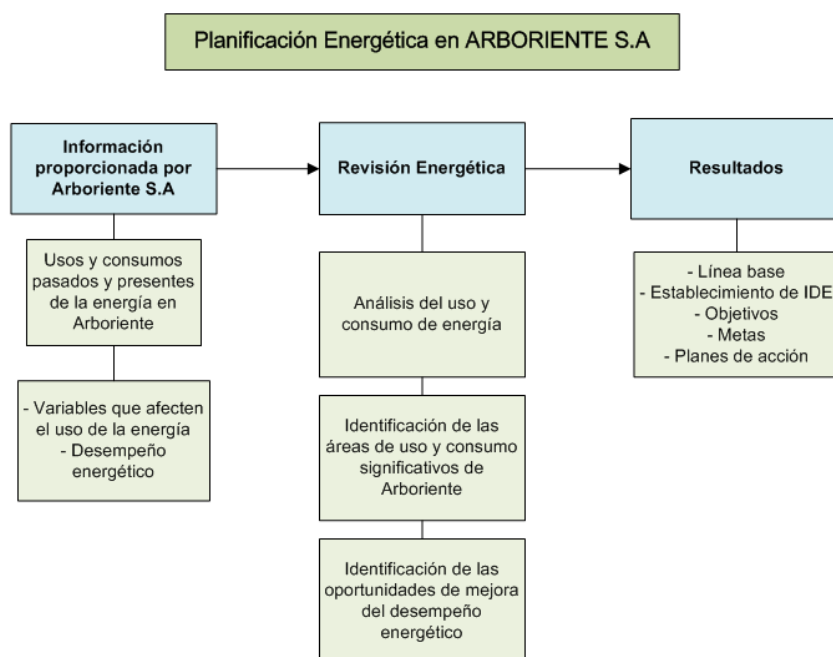 Planificación Energética en ARBORIENTE S.A
Información
proporcionada por
Arboriente S.A
Usos y consumos
pasados y presentes
de la energía en
Arboriente
- Variables que afecten
el uso de la energía
- Desempeño
energético
Revisión Energética
Análisis del uso y
consumo de energía
Identificación de las
áreas de uso y consumo
significativos de
Arboriente
Identificación de las
oportunidades de mejora
del desempeño
energético
Resultados
- Línea base
- Establecimiento de IDE
- Objetivos
- Metas
- Planes de acción